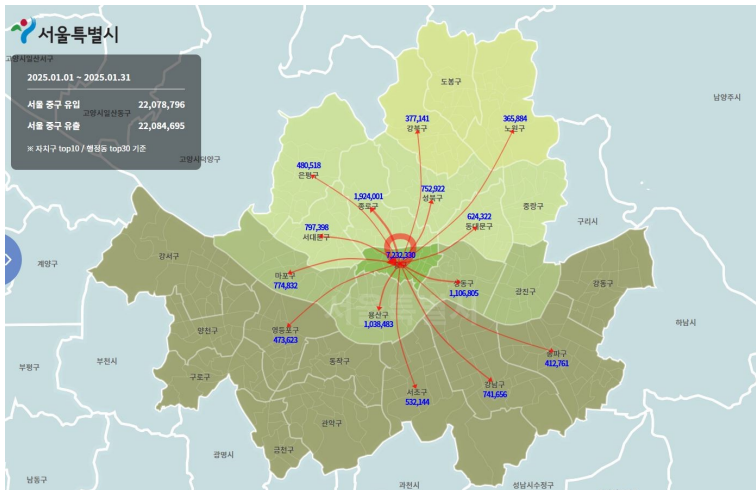 서울특별시
고양시일산서구
2025.01.01 ~ 2025.01.31
서울 중구 유입 22,078,796
고양시일산동구
서울 중구 유출 22,084,695
※ 자치구 top10 / 행정동 top30 기준
고양시덕양구
남양주시
도봉구
377,141
강북구
365,884
노원구
480,518
은평구
1,924,001
종로구
752,922
성북구
중랑구
797,398
서대문구
624,322
동대문구
구리시
7,232,330
계양구
강서구
마포구
774,832
성동구
1,106,805
광진구
강동구
용산구
1,038,483
하남시
양천구
영등포구
473,623
부평구
부천시
구로구
동작구
송파구
412,761
서초구
532,144
강남구
741,656
관악구
금천구
광명시
남동구
과천시
성남시수정구